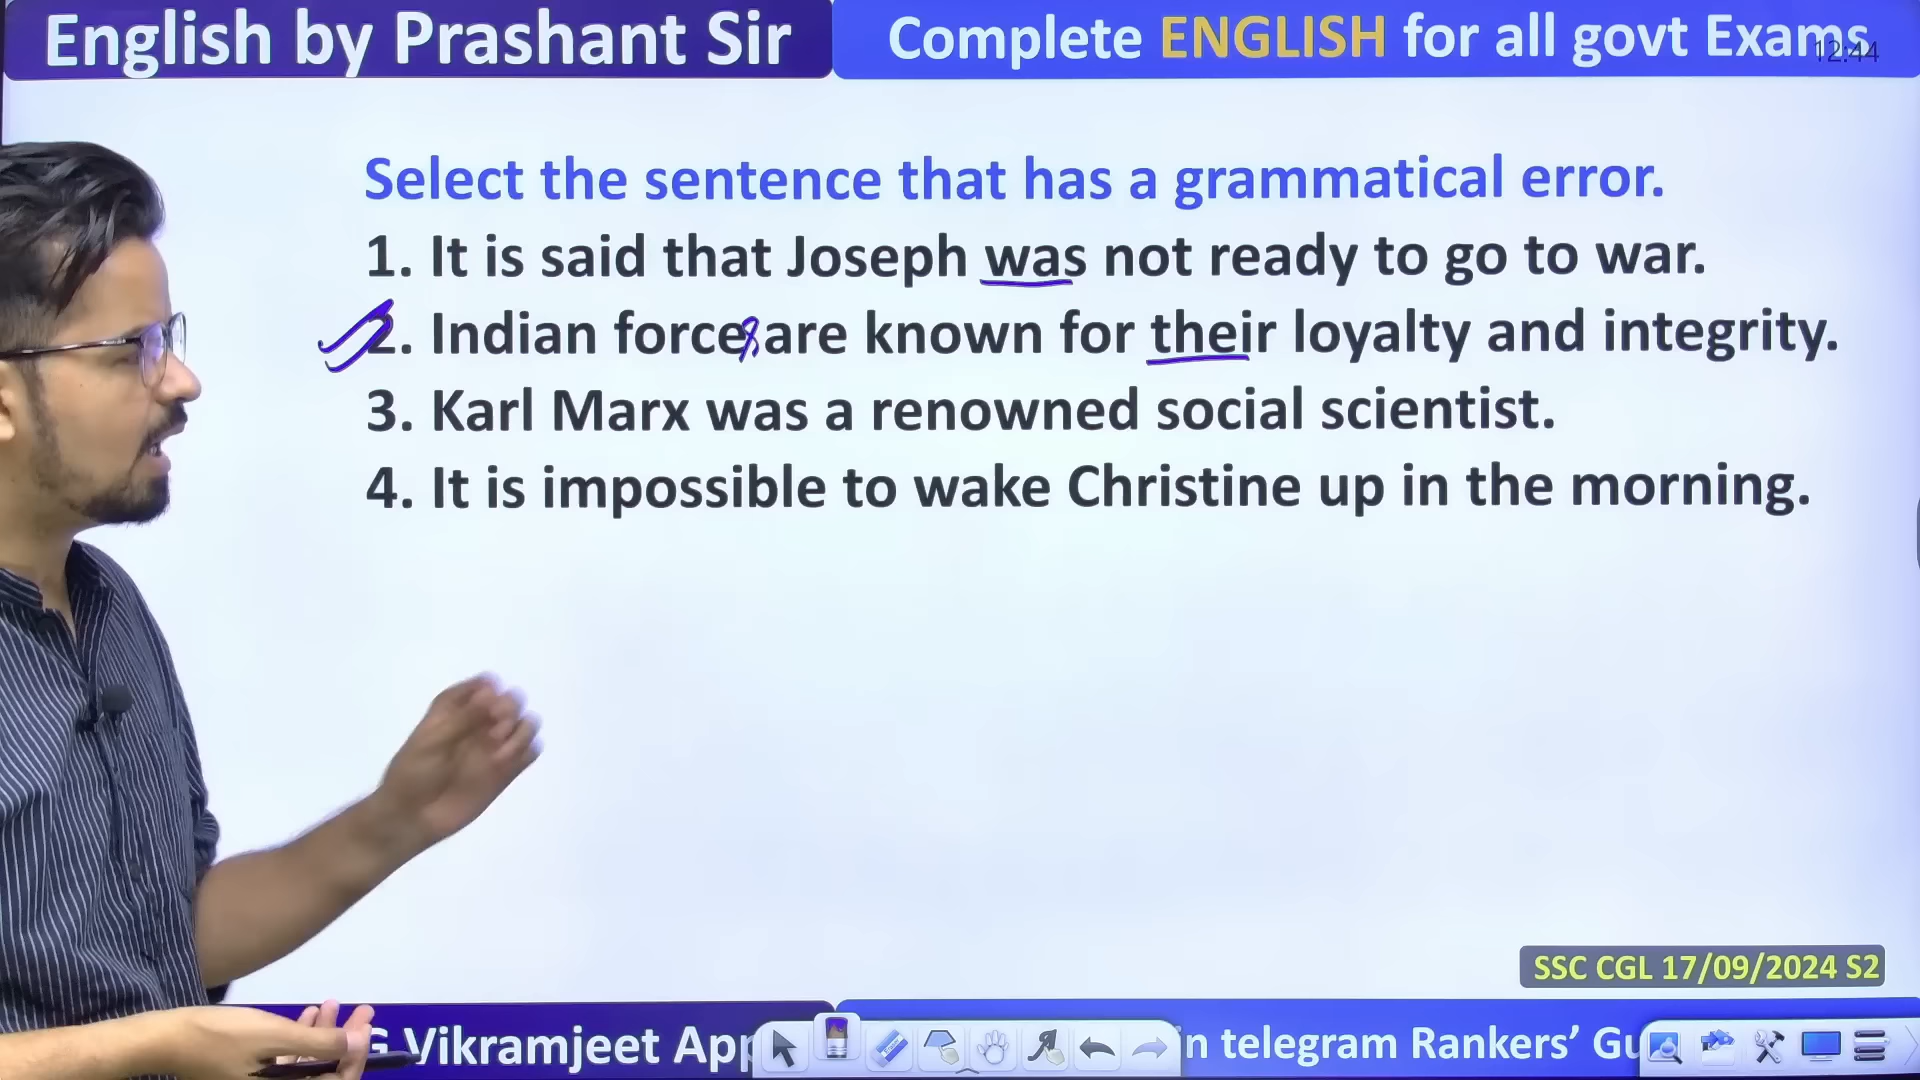 English by Prashant Sir
Complete ENGLISH for all govt Exams
12:44
Select the sentence that has a grammatical error.
1. It is said that Joseph was not ready to go to war.
2. Indian forces are known for their loyalty and integrity.
3. Karl Marx was a renowned social scientist.
4. It is impossible to wake Christine up in the morning.
SSC CGL 17/09/2024 S2
G Vikramjeet App
in telegram Rankers’ Gu